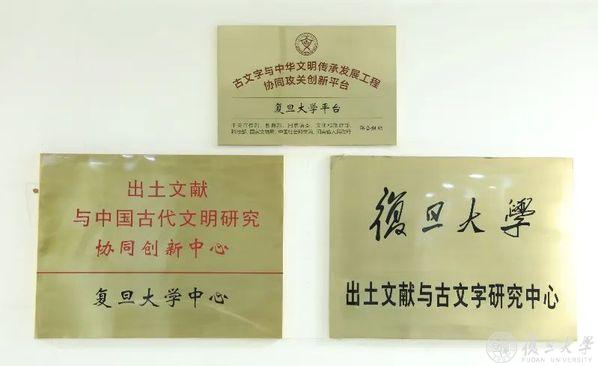 古文字与中华文明传承发展工程
协同攻关创新平台
复旦大学平台
出土文献
与中国古代文明研究
协同创新中心
复旦大学中心
復旦大學
出土文献与古文字研究中心
復旦大學
FUDAN UNIVERSITY